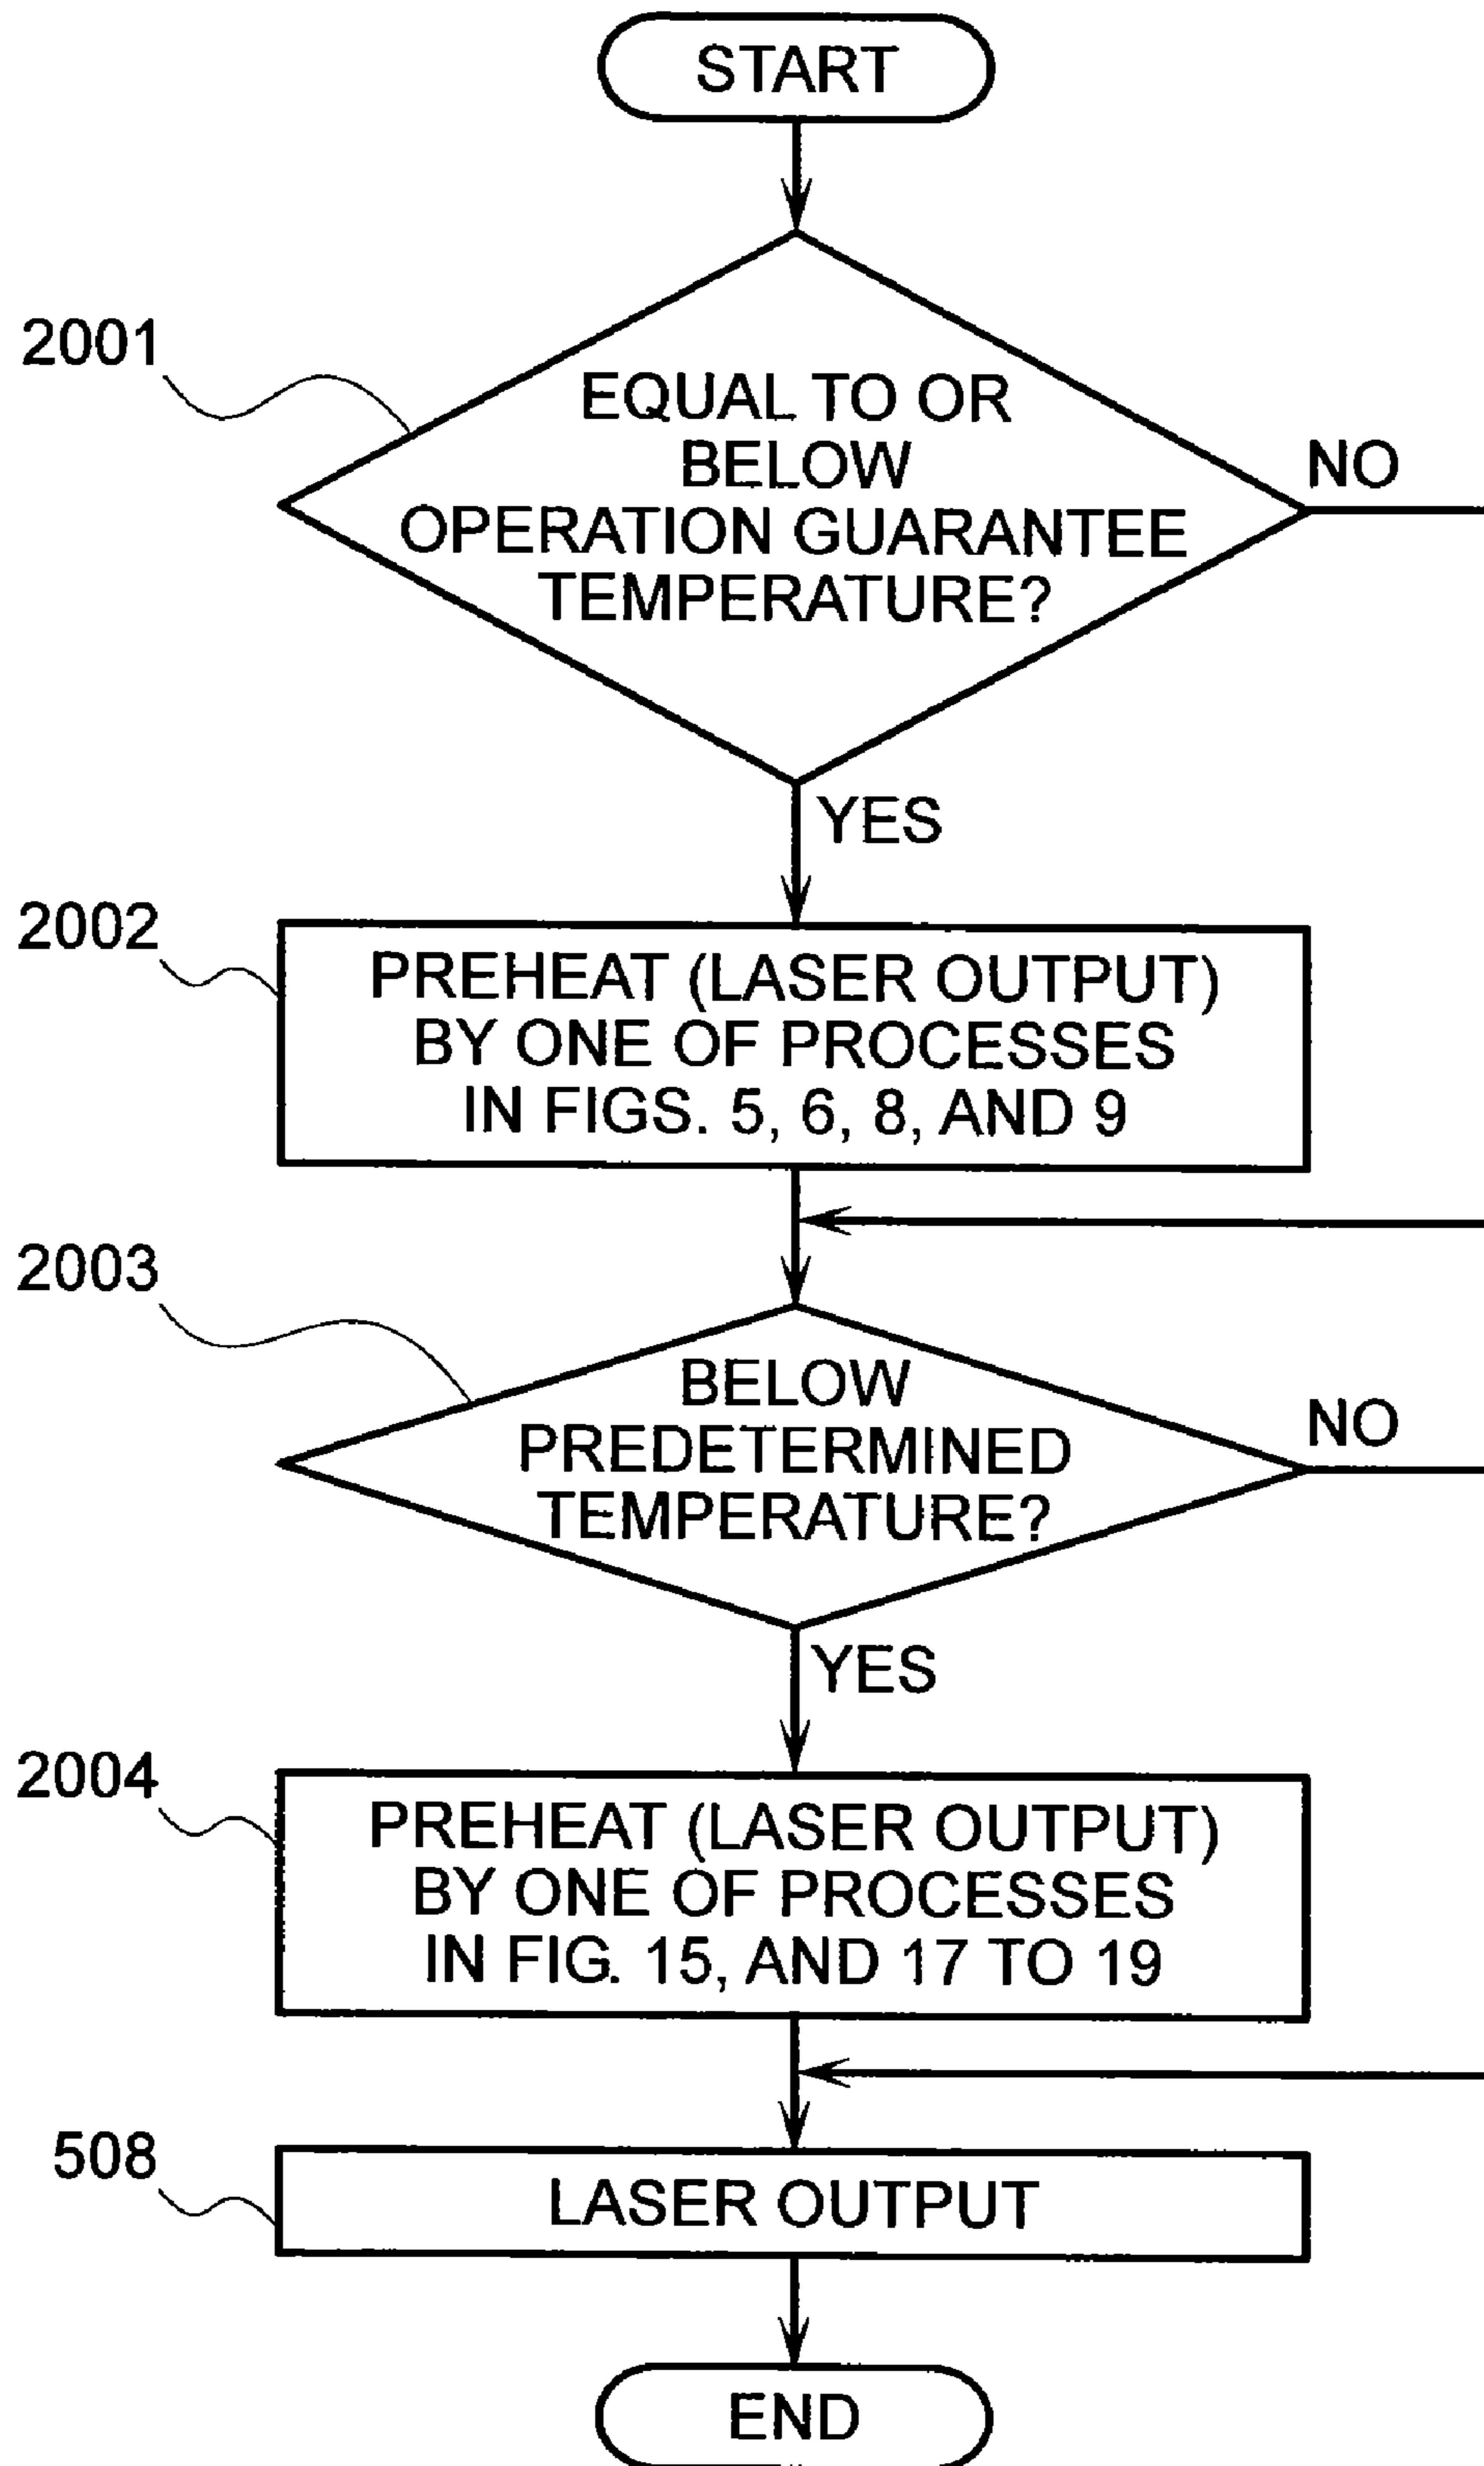 START
2001
EQUAL TO OR
BELOW
OPERATION GUARANTEE
TEMPERATURE?
NO
YES
2002
PREHEAT (LASER OUTPUT)
BY ONE OF PROCESSES
IN FIGS. 5, 6, 8, AND 9
2003
BELOW
PREDETERMINED
TEMPERATURE?
NO
YES
2004
PREHEAT (LASER OUTPUT)
BY ONE OF PROCESSES
IN FIG. 15, AND 17 TO 19
508
LASER OUTPUT
END